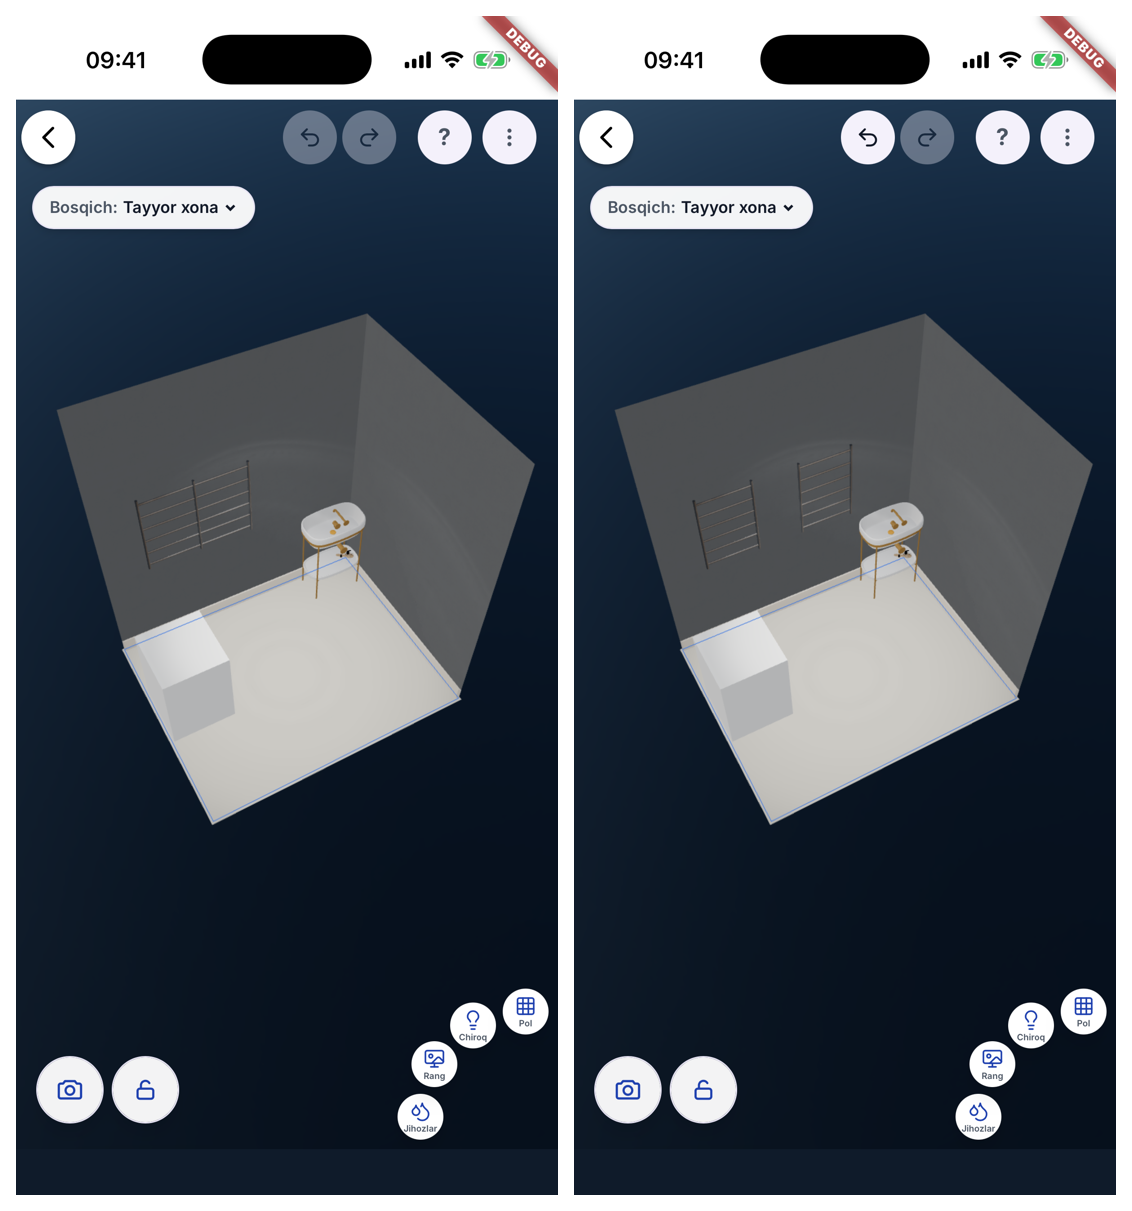 09:41
DEBUG
?
Bosqich: Tayyor xona
Pol
Chiroq
Rang
Jihozlar
09:41
DEBUG
?
Bosqich: Tayyor xona
Pol
Chiroq
Rang
Jihozlar